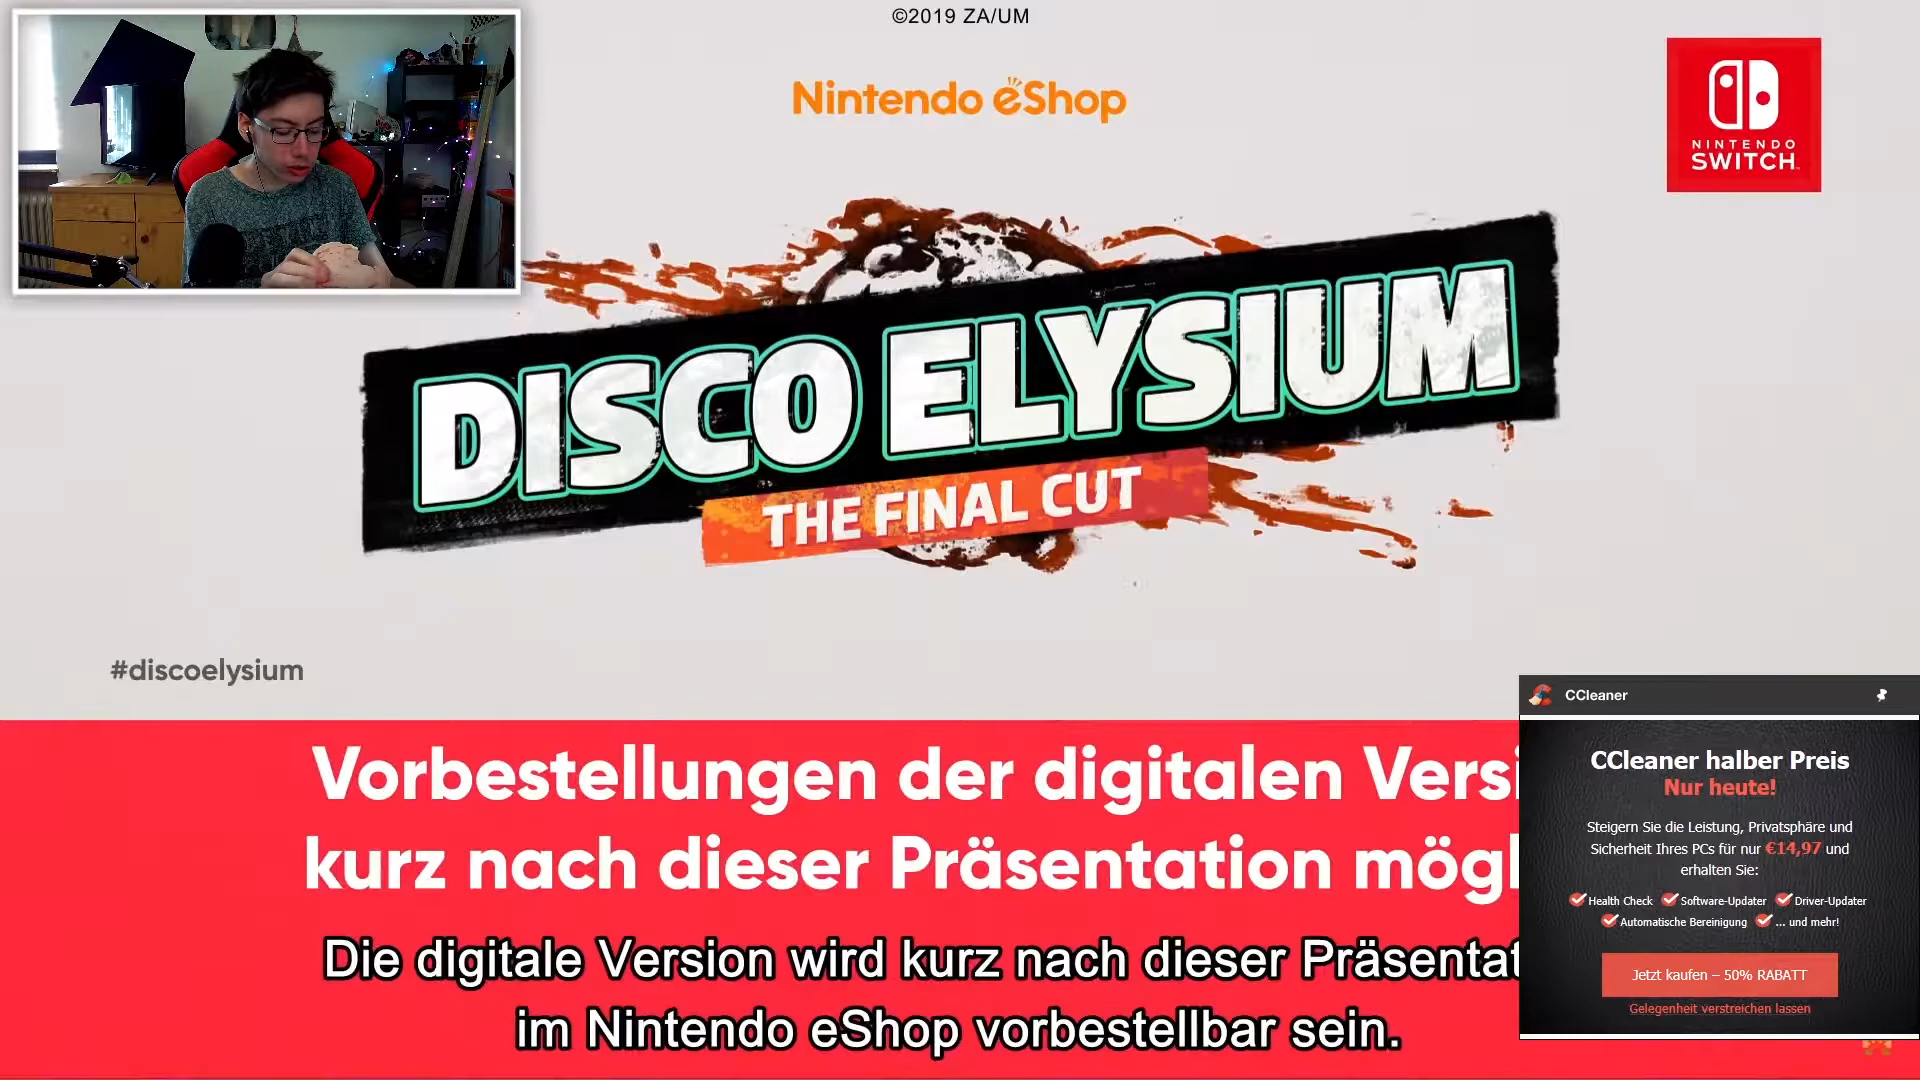 ©2019 ZA/UM
Nintendo eShop
NINTENDO
SWITCH
DISCO ELYSIUM
THE FINAL CUT
#discoelysium
Vorbestellungen der digitalen Versi
kurz nach dieser Präsentation mögl
Die digitale Version wird kurz nach dieser Präsentat
im Nintendo eShop vorbestellbar sein.
CCleaner
CCleaner halber Preis
Nur heute!
Steigern Sie die Leistung, Privatsphäre und
Sicherheit Ihres PCs für nur €14,97 und
erhalten Sie:
Health Check Software-Updater Driver-Updater
Automatische Bereinigung ... und mehr!
Jetzt kaufen – 50% RABATT
Gelegenheit verstreichen lassen